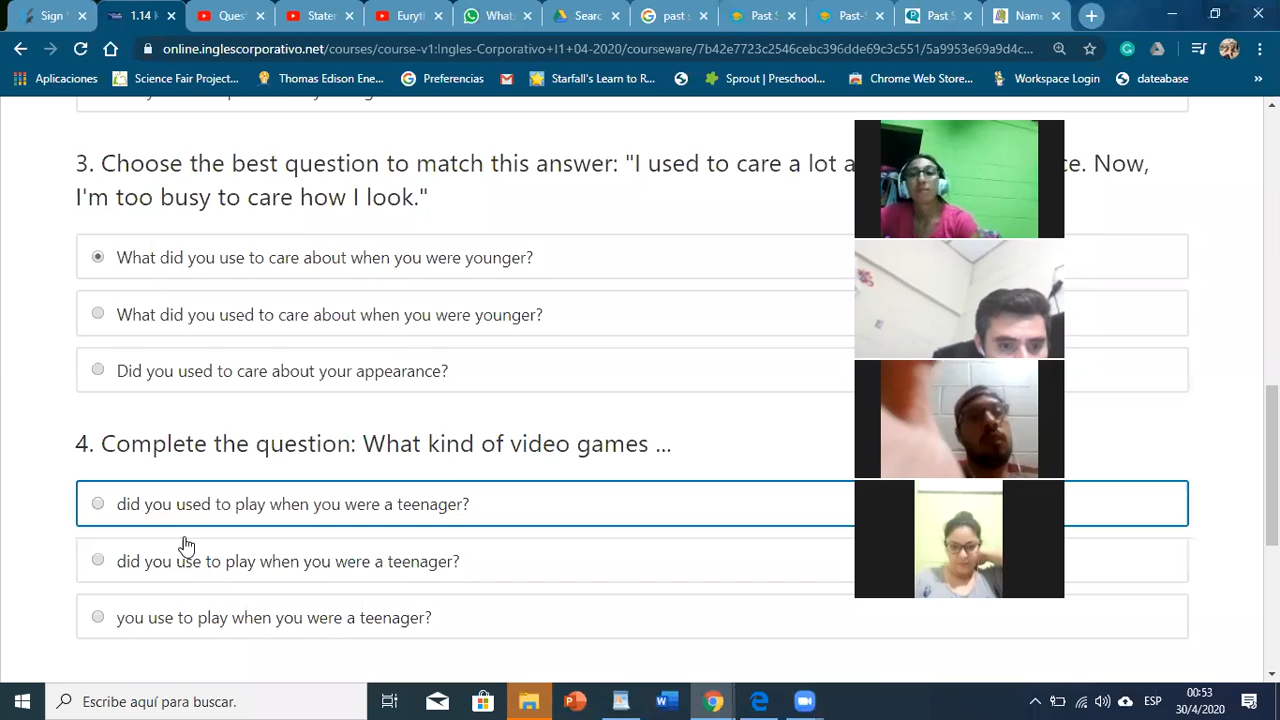 Sign
1.14
Ques
Stater
Euryt
Whats
Searc
past s
Past S
Past-
Past S
Name
online.inglescorporativo.net/courses/course-v1:Ingles-Corporativo+I1+04-2020/courseware/7b42e7723c2546cebc396dde69c3c551/5a9953e69a9d4c...
Aplicaciones
Science Fair Project...
Thomas Edison Ene...
Preferencias
Starfall's Learn to R...
Sprout | Preschool...
Chrome Web Store...
Workspace Login
dateabase
»
3. Choose the best question to match this answer: "I used to care a lot a ce. Now,
I'm too busy to care how I look."
What did you use to care about when you were younger?
What did you used to care about when you were younger?
Did you used to care about your appearance?
4. Complete the question: What kind of video games ...
did you used to play when you were a teenager?
did you use to play when you were a teenager?
you use to play when you were a teenager?
Escribe aquí para buscar.
ESP
00:53
30/4/2020